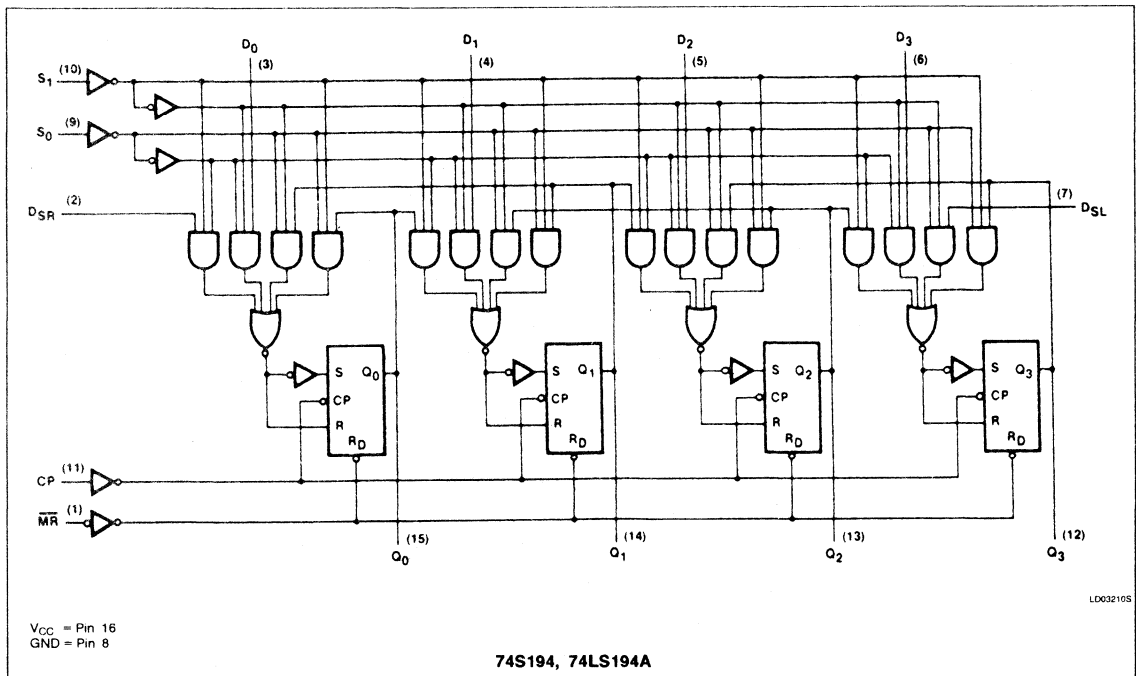 D0 D1 D2 D3
(3) (4) (5) (6)
S1 (10)
S0 (9)
DSR (2)
(7) DSL
S Q0 S Q1 S Q2 S Q3
CP CP CP CP
R R R R
RD RD RD RD
CP (11)
MR (1)
(15) (14) (13) (12)
Q0 Q1 Q2 Q3
LD03210S
VCC = Pin 16
GND = Pin 8
74S194, 74LS194A